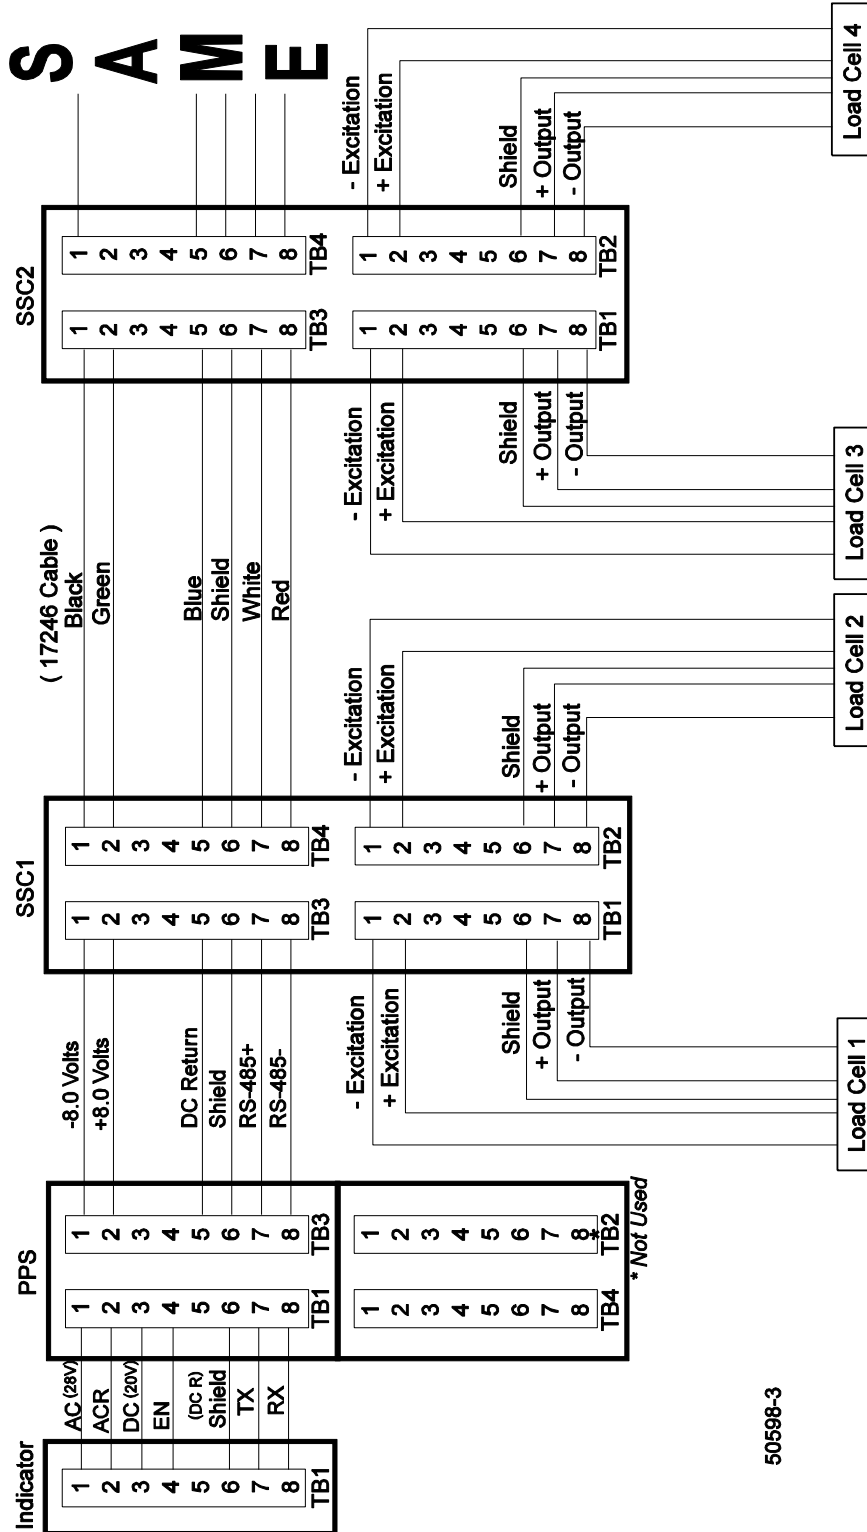 SAME
SSC2
1 2 3 4 5 6 7 8
TB4
1 2 3 4 5 6 7 8
TB3
1 2 3 4 5 6 7 8
TB2
1 2 3 4 5 6 7 8
TB1
- Excitation
+ Excitation
Shield
+ Output
- Output
Load Cell 4
- Excitation
+ Excitation
Shield
+ Output
- Output
Load Cell 3
( 17246 Cable )
Black
Green
Blue
Shield
White
Red
- Excitation
+ Excitation
Shield
+ Output
- Output
Load Cell 2
SSC1
1 2 3 4 5 6 7 8
TB4
1 2 3 4 5 6 7 8
TB3
1 2 3 4 5 6 7 8
TB2
1 2 3 4 5 6 7 8
TB1
-8.0 Volts
+8.0 Volts
DC Return
Shield
RS-485+
RS-485-
- Excitation
+ Excitation
Shield
+ Output
- Output
Load Cell 1
PPS
1 2 3 4 5 6 7 8
TB3
1 2 3 4 5 6 7 8
TB1
1 2 3 4 5 6 7 8
*TB2
1 2 3 4 5 6 7 8
TB4
* Not Used
AC (28V)
ACR
DC (20V)
EN
(DC R)
Shield
TX
RX
Indicator
1 2 3 4 5 6 7 8
TB1
50598-3